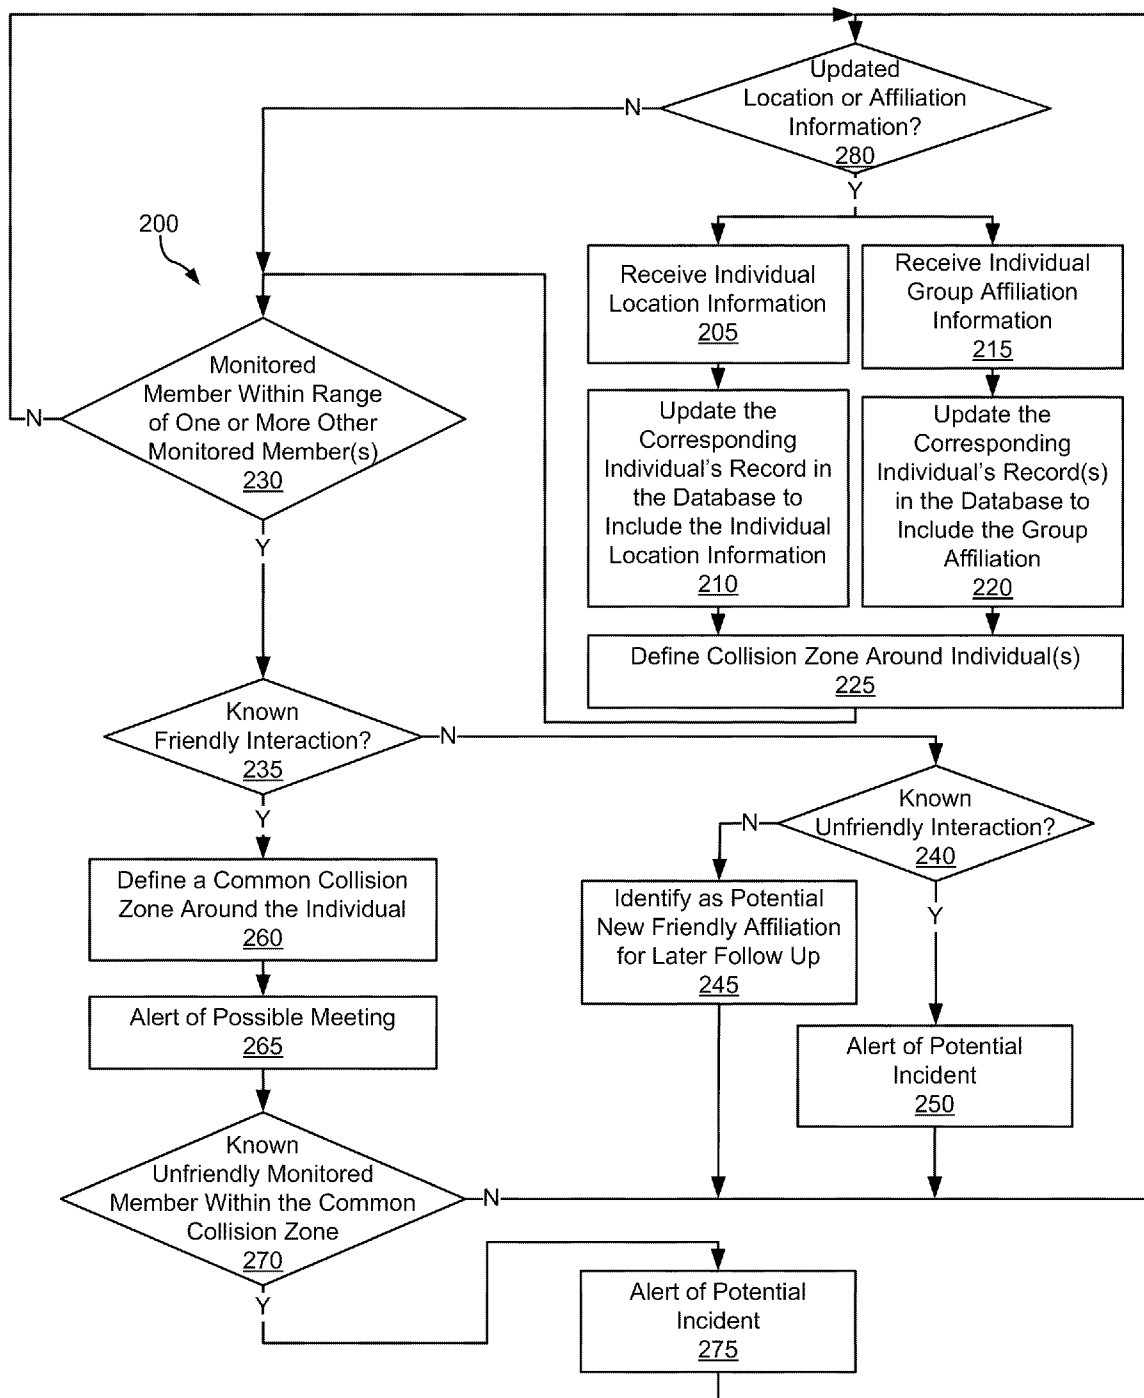 Updated
Location or Affiliation
Information?
280
N
Y
200
Receive Individual
Location Information
205
Receive Individual
Group Affiliation
Information
215
Monitored
Member Within Range
of One or More Other
Monitored Member(s)
230
N
Y
Update the
Corresponding
Individual's Record in
the Database to
Include the Individual
Location Information
210
Update the
Corresponding
Individual's Record(s)
in the Database to
Include the Group
Affiliation
220
Define Collision Zone Around Individual(s)
225
Known
Friendly Interaction?
235
N
Y
Known
Unfriendly Interaction?
240
N
Y
Define a Common Collision
Zone Around the Individual
260
Identify as Potential
New Friendly Affiliation
for Later Follow Up
245
Alert of Possible Meeting
265
Alert of Potential
Incident
250
Known
Unfriendly Monitored
Member Within the Common
Collision Zone
270
N
Y
Alert of Potential
Incident
275